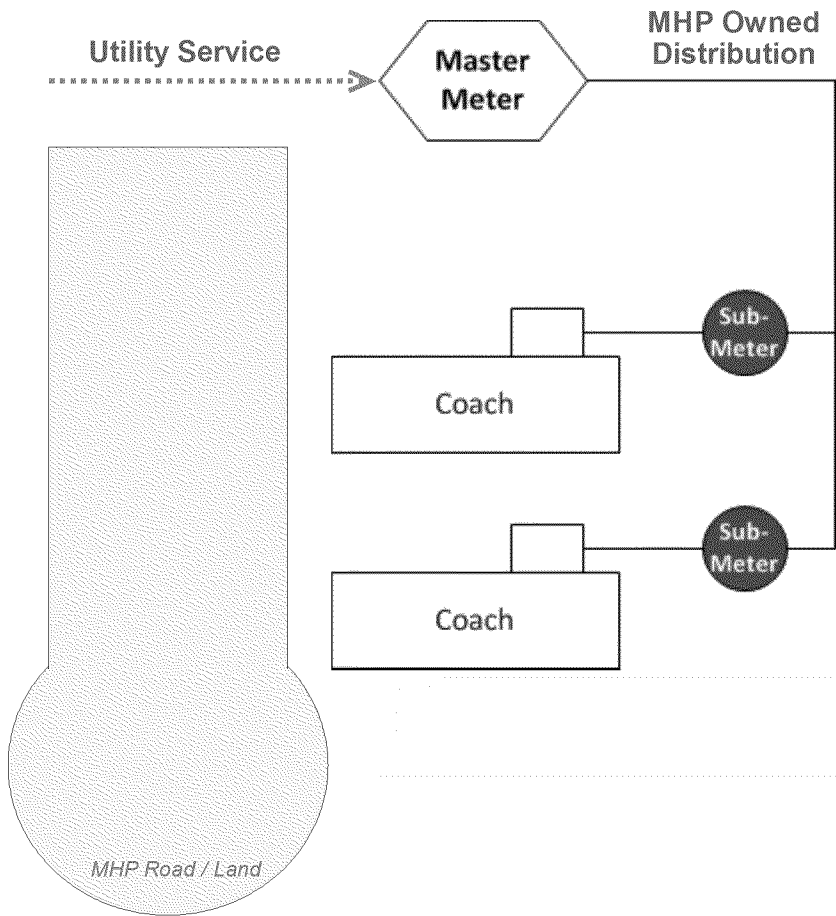 Utility Service
Master
Meter
MHP Owned
Distribution
Sub-
Meter
Coach
Sub-
Meter
Coach
MHP Road / Land